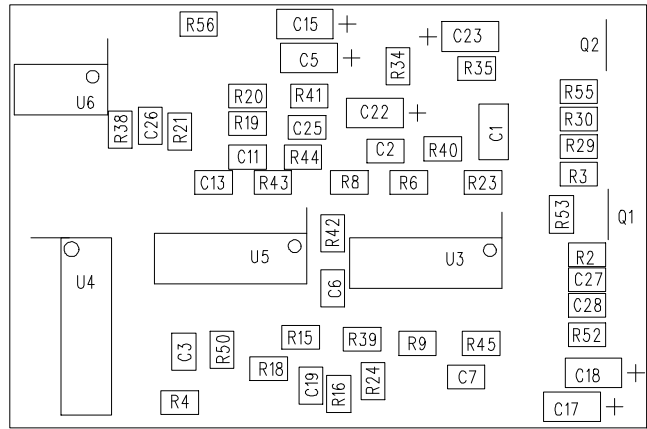 R56
C15 +
+ C23
Q2
C5 +
R34
R35
U6
R20
R41
R55
R38
C26
R21
R19
C25
C22 +
C1
R30
C11
R44
C2
R40
R29
C13
R43
R8
R6
R23
R3
R53
Q1
R42
U4
U5
U3
R2
C6
C27
C28
C3
R50
R15
R39
R9
R45
R52
R18
C19
R16
R24
C7
C18 +
R4
C17 +